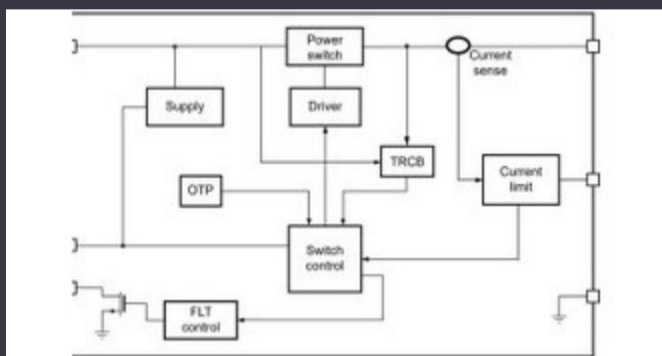 Power
switch
Current
sense
Supply
Driver
TRCB
Current
limit
OTP
Switch
control
FLT
control